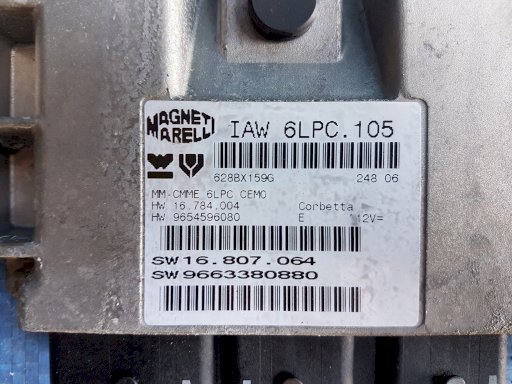 MAGNETI
MARELLI
IAW 6LPC.105
628BX159G 248 06
MM-CMME 6LPC CEMO
HW 16.784.004 Corbetta
HW 9654596080 E 12V=
SW16.807.064
SW9663380880